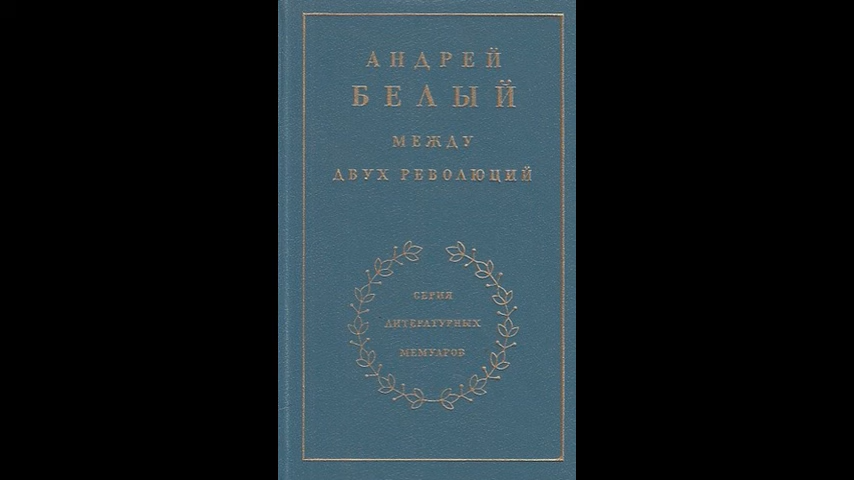 АНДРЕЙ
БЕЛЫЙ
МЕЖДУ
ДВУХ РЕВОЛЮЦИЙ
СЕРИЯ
ЛИТЕРАТУРНЫХ
МЕМУАРОВ